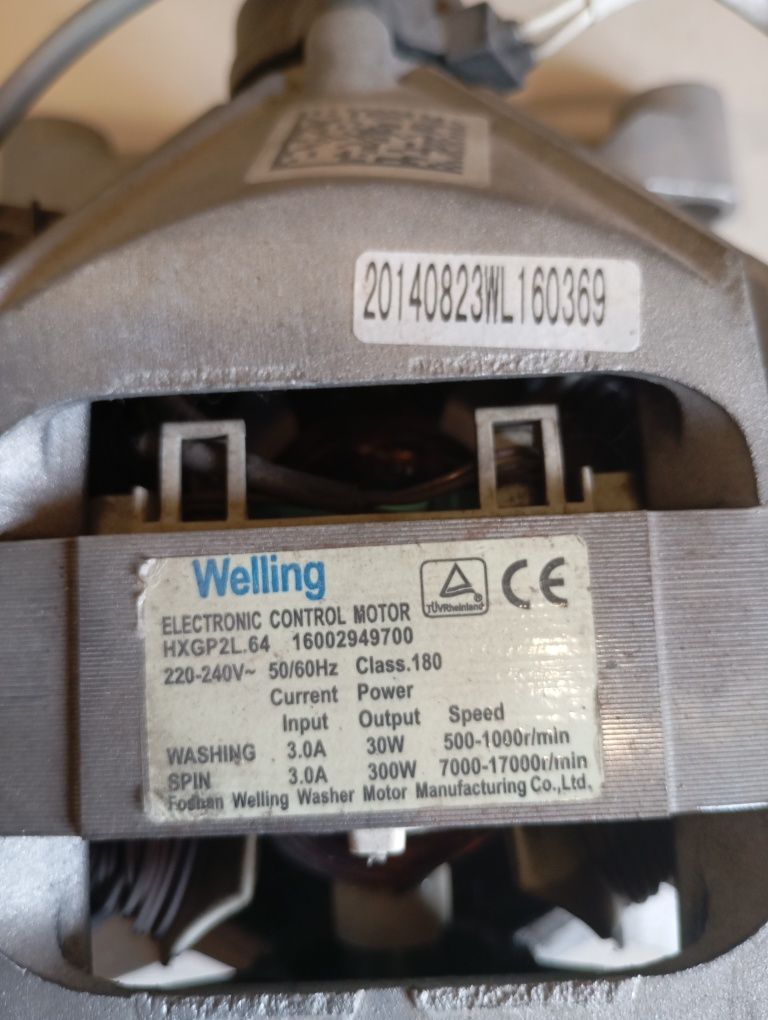 20140823WL160369
Welling
TÜVRheinland
®
CE
ELECTRONIC CONTROL MOTOR
HXGP2L.64 16002949700
220-240V~ 50/60Hz Class.180
Current Power
Input Output Speed
WASHING 3.0A 30W 500-1000r/min
SPIN 3.0A 300W 7000-17000r/min
Foshan Welling Washer Motor Manufacturing Co.,Ltd.